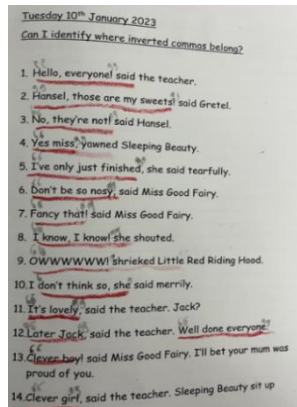 Tuesday 10th January 2023
Can I identify where inverted commas belong?
1. Hello, everyone! said the teacher.
2. Hansel, those are my sweets! said Gretel.
3. No, they're not! said Hansel.
4. Yes miss, yawned Sleeping Beauty.
5. I've only just finished, she said tearfully.
6. Don't be so nosy, said Miss Good Fairy.
7. Fancy that! said Miss Good Fairy.
8. I know, I know! she shouted.
9. OWWWWWW! shrieked Little Red Riding Hood.
10. I don't think so, she said merrily.
11. It's lovely, said the teacher. Jack?
12. Later Jack, said the teacher. Well done everyone.
13. Clever boy! said Miss Good Fairy. I'll bet your mum was
proud of you.
14. Clever girl, said the teacher. Sleeping Beauty sit up